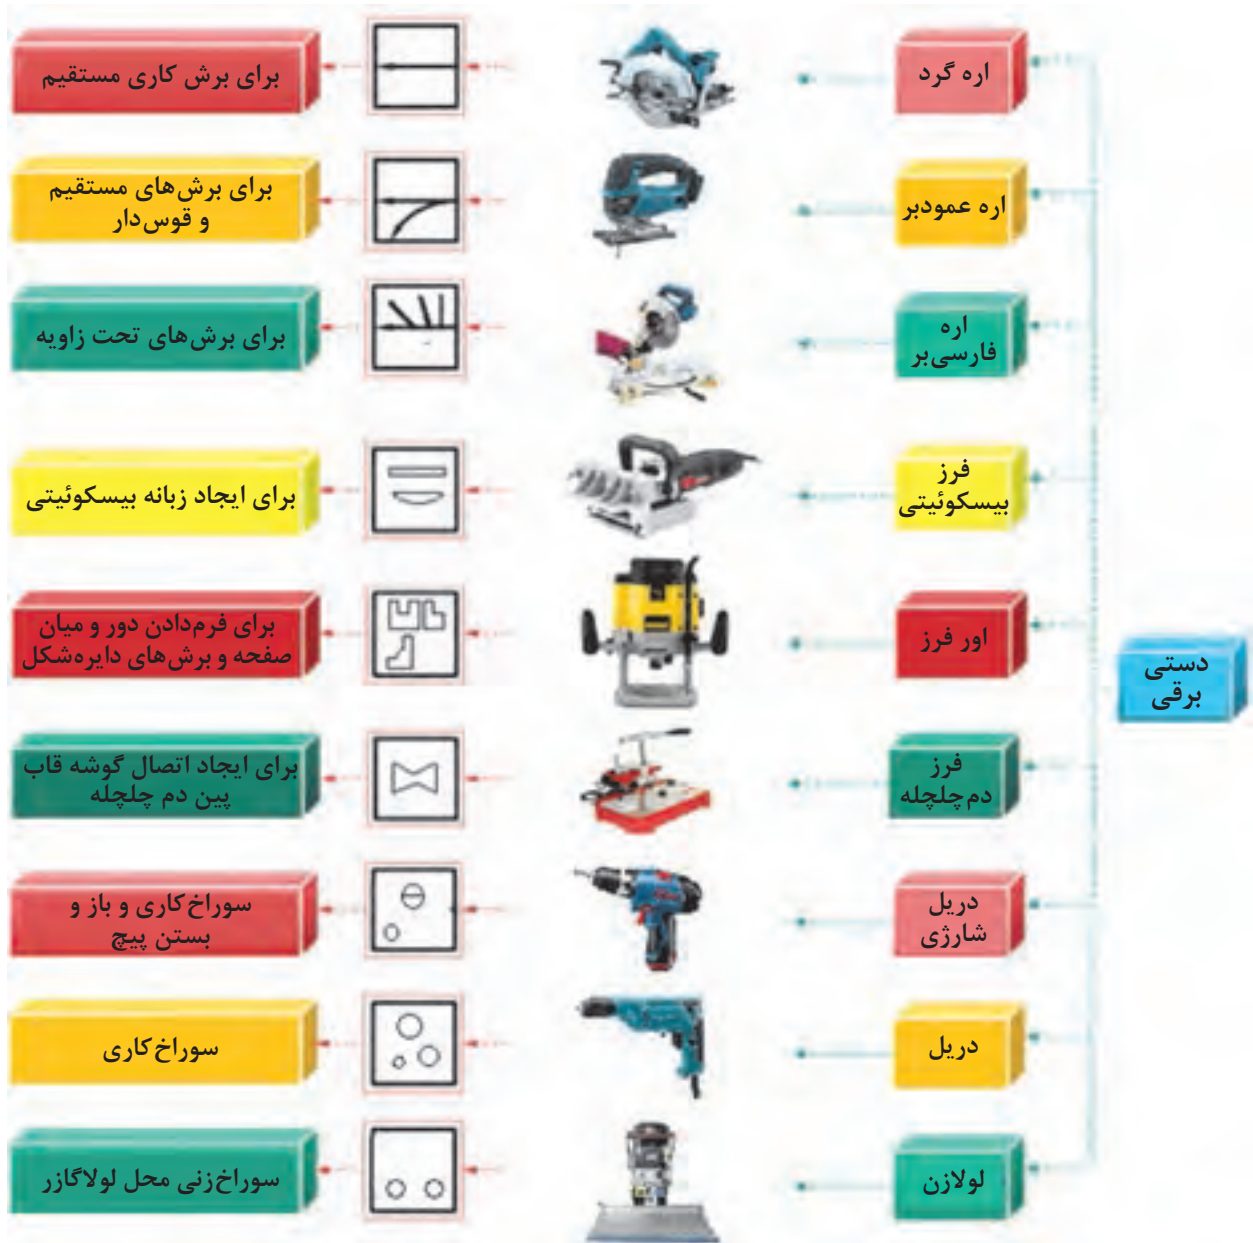 دستی
برقی
اره گرد
برای برش کاری مستقیم
اره عمودبر
برای برش‌های مستقیم
و قوس‌دار
اره
فارسی‌بر
برای برش‌های تحت زاویه
فرز
بیسکوئیتی
برای ایجاد زبانه بیسکوئیتی
اور فرز
برای فرم‌دادن دور و میان
صفحه و برش‌های دایره‌شکل
فرز
دم‌چلچله
برای ایجاد اتصال گوشه قاب
پین دم چلچله
دریل
شارژی
سوراخ‌کاری و باز و
بستن پیچ
دریل
سوراخ‌کاری
لولازن
سوراخ‌زنی محل لولاگازر